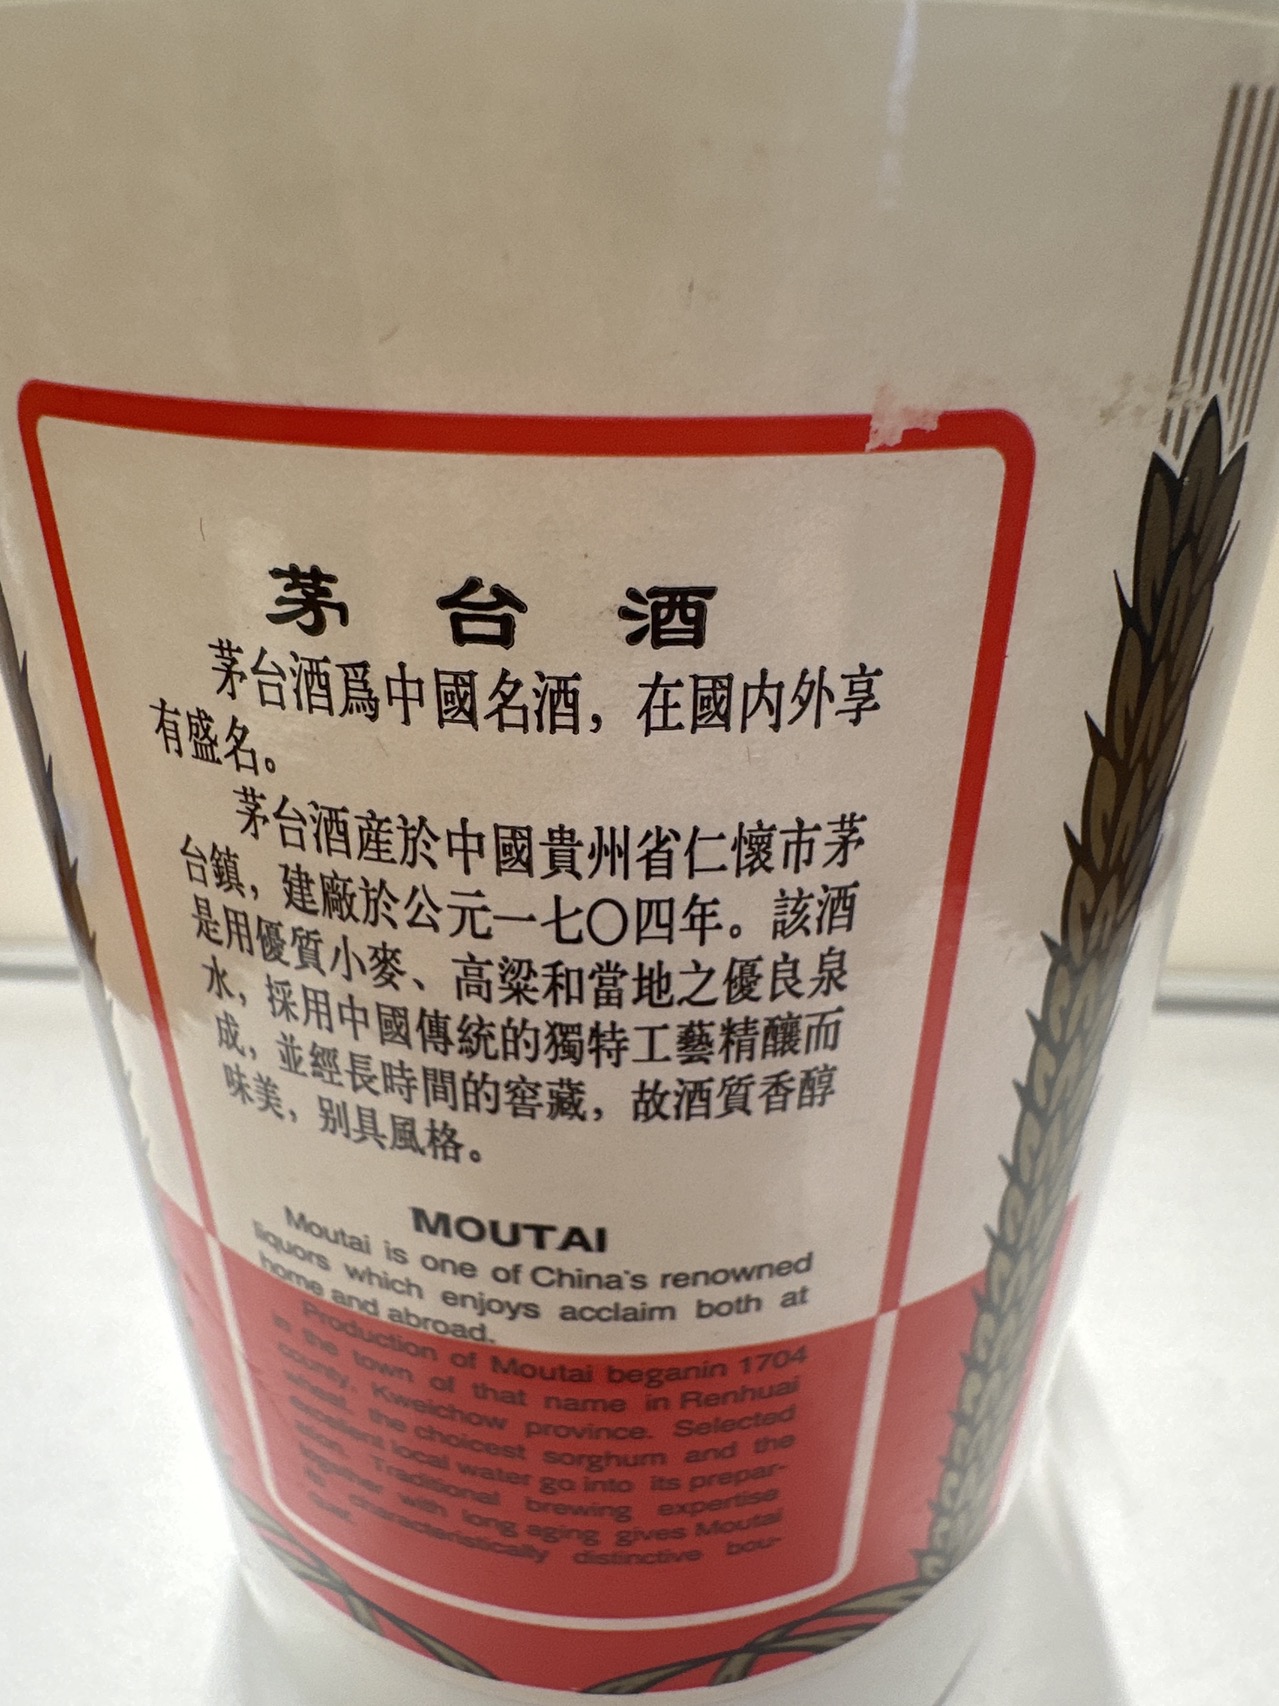 茅台酒
茅台酒爲中國名酒，在國内外享
有盛名。
茅台酒産於中國貴州省仁懷市茅
台鎮，建廠於公元一七〇四年。該酒
是用優質小麥、高粱和當地之優良泉
水，採用中國傳統的獨特工藝精釀而
成，並經長時間的窖藏，故酒質香醇
味美，别具風格。
MOUTAI
Moutai is one of China's renowned
liquors which enjoys acclaim both at
home and abroad.
Production of Moutai beganin 1704
in the town of that name in Renhuai
county, Kweichow province. Selected
wheat, the choicest sorghum and the
excellent local water go into its prepar-
ation. Traditional brewing expertise
together with long aging gives Moutai
its characteristically distinctive bou-
quet.